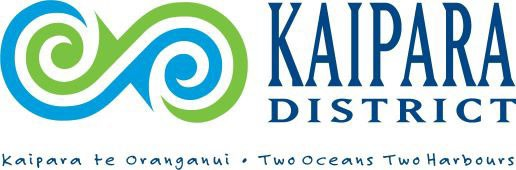 KAIPARA
DISTRICT
Kaipara te Oranganui • Two Oceans Two Harbours